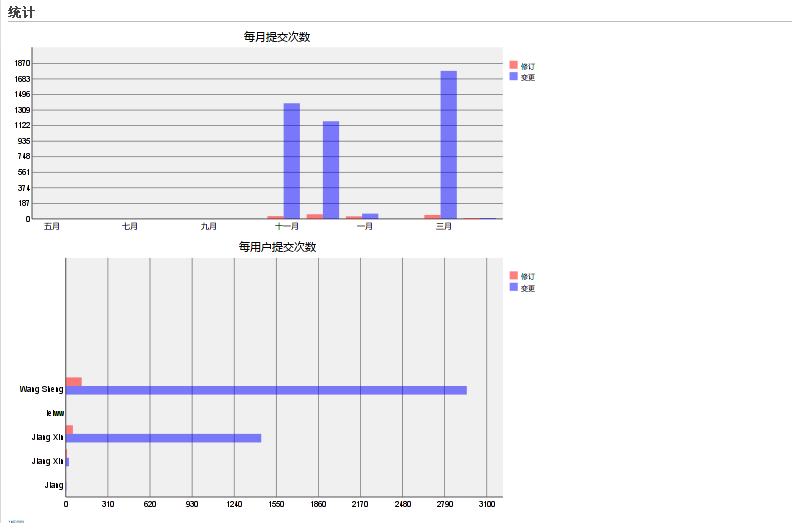 统计
每月提交次数
1870
1683
1496
1309
1122
935
748
561
374
187
0
五月 七月 九月 十一月 一月 三月
修订
变更
每用户提交次数
Wang Sheng
Jiang Xin
Jiang Xin
Jiang
0 310 620 930 1240 1550 1860 2170 2480 2790 3100
修订
变更